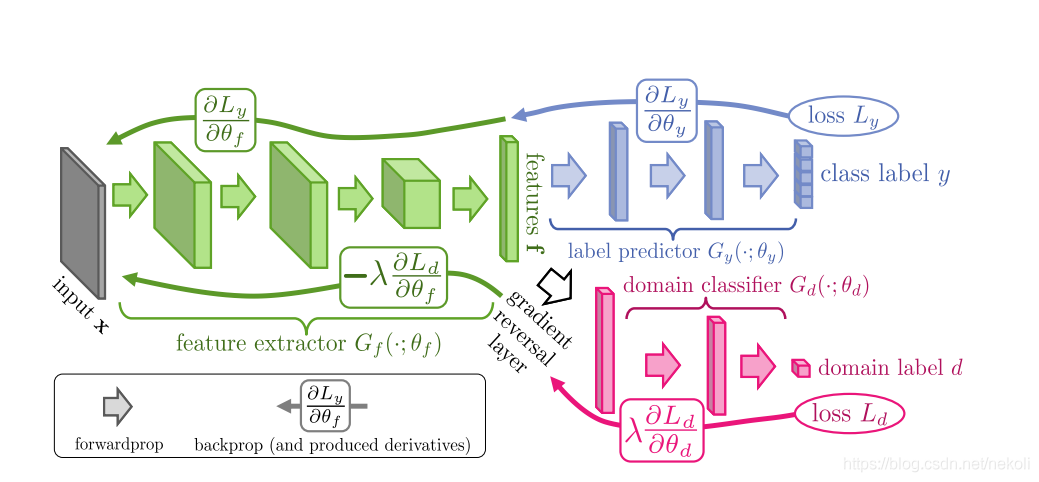 ∂L_y/∂θ_f
∂L_y/∂θ_y
loss L_y
class label y
features f
input x
label predictor G_y(·;θ_y)
−λ ∂L_d/∂θ_f
gradient
reversal
layer
domain classifier G_d(·;θ_d)
feature extractor G_f(·;θ_f)
domain label d
loss L_d
λ ∂L_d/∂θ_d
∂L_y/∂θ_f
forwardprop
backprop (and produced derivatives)
https://blog.csdn.net/nekoli